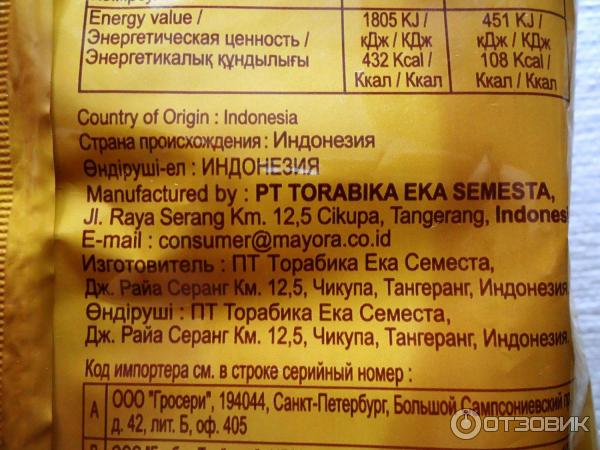 Energy value / 1805 KJ / 451 KJ /
Энергетическая ценность / кДж / КДЖ кДж / КДЖ
Энергетикалық құндылығы 432 Kcal / 108 Kcal /
Ккал / Ккал Ккал / Ккал
Country of Origin : Indonesia
Страна происхождения : Индонезия
Өндіруші-ел : ИНДОНЕЗИЯ
Manufactured by : PT TORABIKA EKA SEMESTA,
Jl. Raya Serang Km. 12,5 Cikupa, Tangerang, Indones
E-mail : consumer@mayora.co.id
Изготовитель : ПТ Торабика Ека Семеста,
Дж. Райа Серанг Км. 12,5, Чикупа, Тангеранг, Индонезия.
Өндіруші : ПТ Торабика Ека Семеста,
Дж. Райа Серанг Км. 12,5, Чикупа, Тангеранг, Индонезия.
Код импортера см. в строке серийный номер :
А ООО "Гросери", 194044, Санкт-Петербург, Большой Сампсониевский
д. 42, лит. Б, оф. 405
ОТЗОВИК